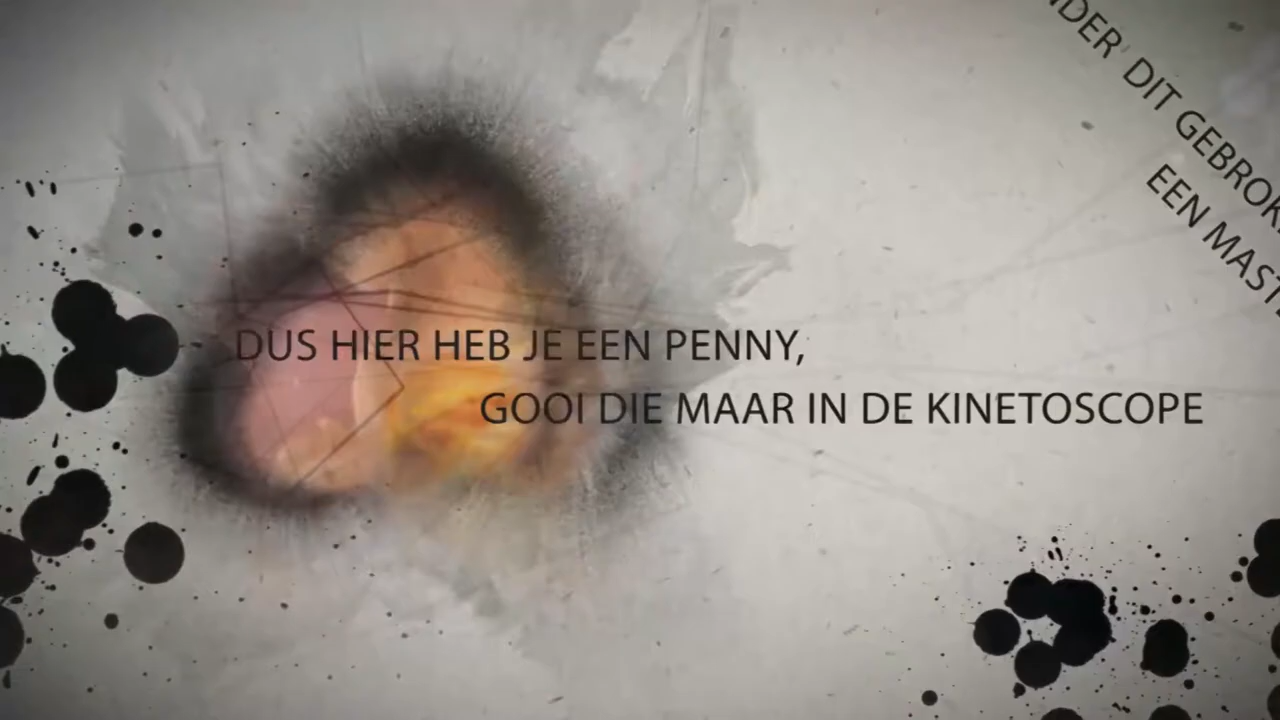 DIT
EEN
DUS HIER HEB JE EEN PENNY,
GOOI DIE MAAR IN DE KINETOSCOPE